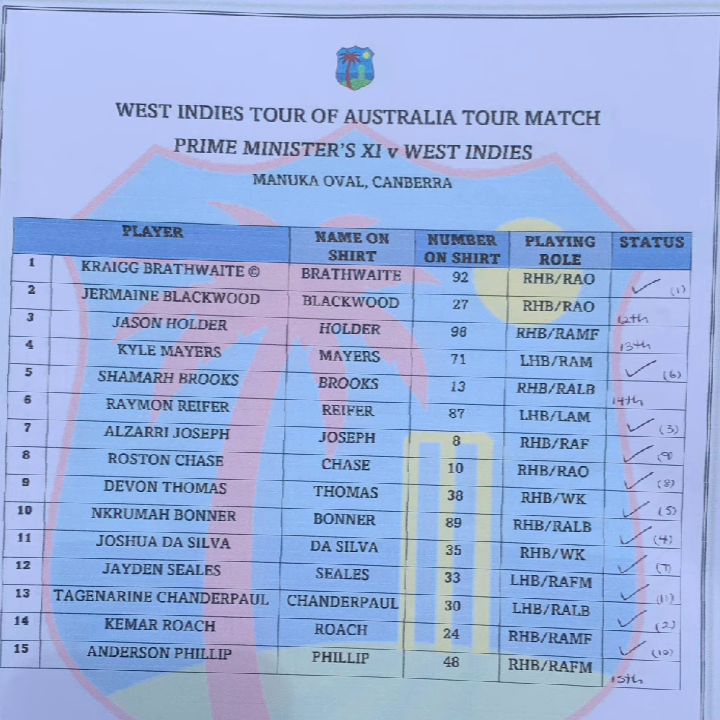 WEST INDIES TOUR OF AUSTRALIA TOUR MATCH
PRIME MINISTER'S XI v WEST INDIES
MANUKA OVAL, CANBERRA
PLAYER NAME ON SHIRT NUMBER ON SHIRT PLAYING ROLE STATUS
1 KRAIGG BRATHWAITE © BRATHWAITE 92 RHB/RAO ✓ (1)
2 JERMAINE BLACKWOOD BLACKWOOD 27 RHB/RAO 12th
3 JASON HOLDER HOLDER 98 RHB/RAMF 13th
4 KYLE MAYERS MAYERS 71 LHB/RAM ✓ (6)
5 SHAMARH BROOKS BROOKS 13 RHB/RALB 14th
6 RAYMON REIFER REIFER 87 LHB/LAM ✓ (3)
7 ALZARRI JOSEPH JOSEPH 8 RHB/RAF ✓ (9)
8 ROSTON CHASE CHASE 10 RHB/RAO ✓ (8)
9 DEVON THOMAS THOMAS 38 RHB/WK ✓ (5)
10 NKRUMAH BONNER BONNER 89 RHB/RALB ✓ (4)
11 JOSHUA DA SILVA DA SILVA 35 RHB/WK ✓ (7)
12 JAYDEN SEALES SEALES 33 LHB/RAFM ✓ (11)
13 TAGENARINE CHANDERPAUL CHANDERPAUL 30 LHB/RALB ✓ (2)
14 KEMAR ROACH ROACH 24 RHB/RAMF ✓ (10)
15 ANDERSON PHILLIP PHILLIP 48 RHB/RAFM 15th